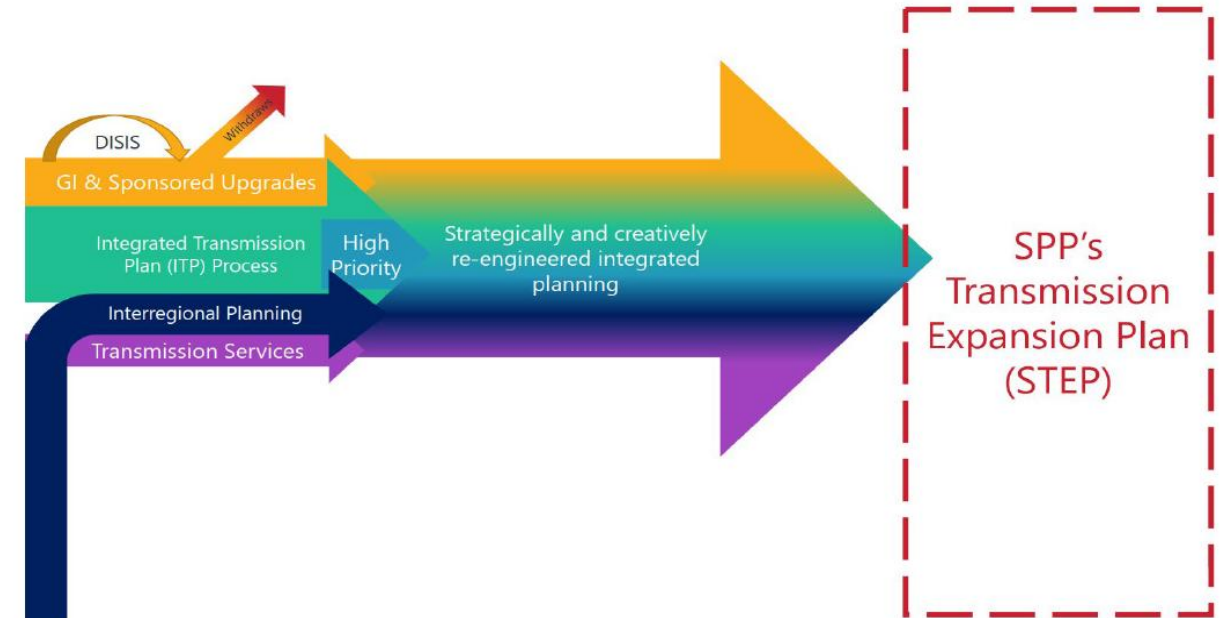 DISIS
Withdraws
GI & Sponsored Upgrades
Integrated Transmission
Plan (ITP) Process
High
Priority
Interregional Planning
Transmission Services
Strategically and creatively
re-engineered integrated
planning
SPP's
Transmission
Expansion Plan
(STEP)